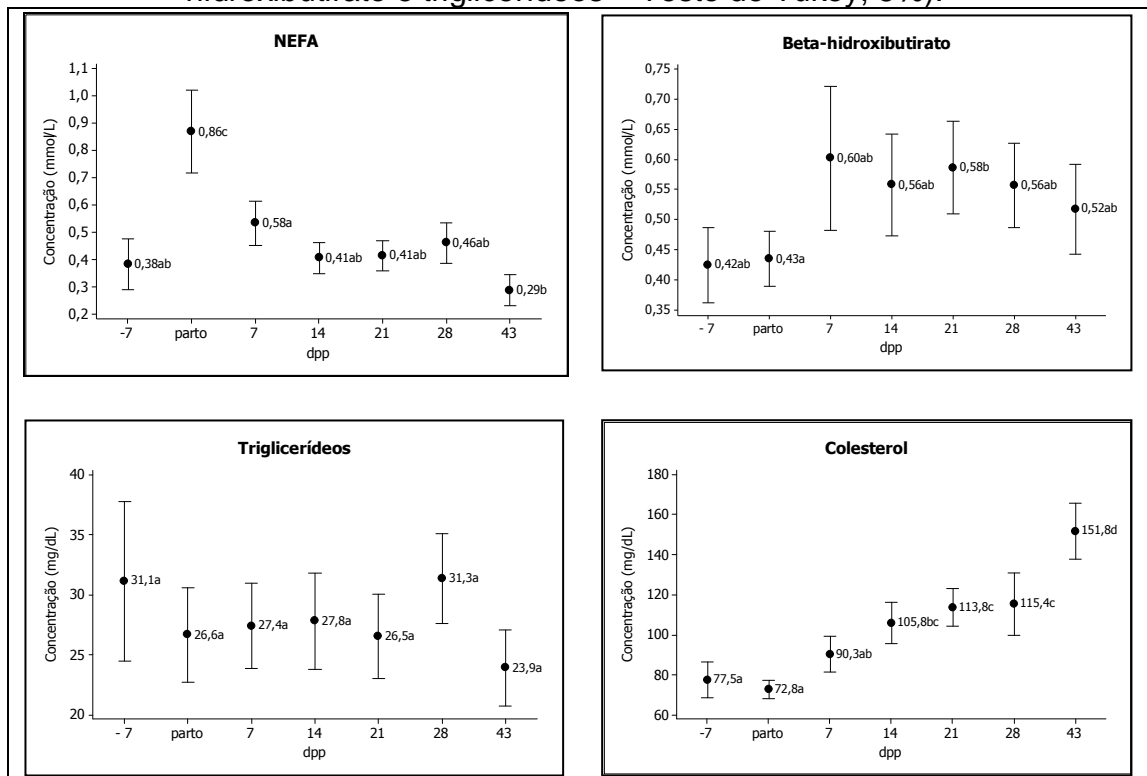 hidroxibutirato e triglicerídeos – Teste de Tukey, 5%).
NEFA
Concentração (mmol/L)
1,1
1,0
0,9
0,8
0,7
0,6
0,5
0,4
0,3
0,2
0,38ab
0,86c
0,58a
0,41ab
0,41ab
0,46ab
0,29b
-7 parto 7 14 21 28 43
dpp
Beta-hidroxibutirato
Concentração (mmol/L)
0,75
0,70
0,65
0,60
0,55
0,50
0,45
0,40
0,35
0,42ab
0,43a
0,60ab
0,56ab
0,58b
0,56ab
0,52ab
- 7 parto 7 14 21 28 43
dpp
Triglicerídeos
Concentração (mg/dL)
40
35
30
25
20
31,1a
26,6a
27,4a
27,8a
26,5a
31,3a
23,9a
- 7 parto 7 14 21 28 43
dpp
Colesterol
Concentração (mg/dL)
180
160
140
120
100
80
60
77,5a
72,8a
90,3ab
105,8bc
113,8c
115,4c
151,8d
-7 parto 7 14 21 28 43
dpp